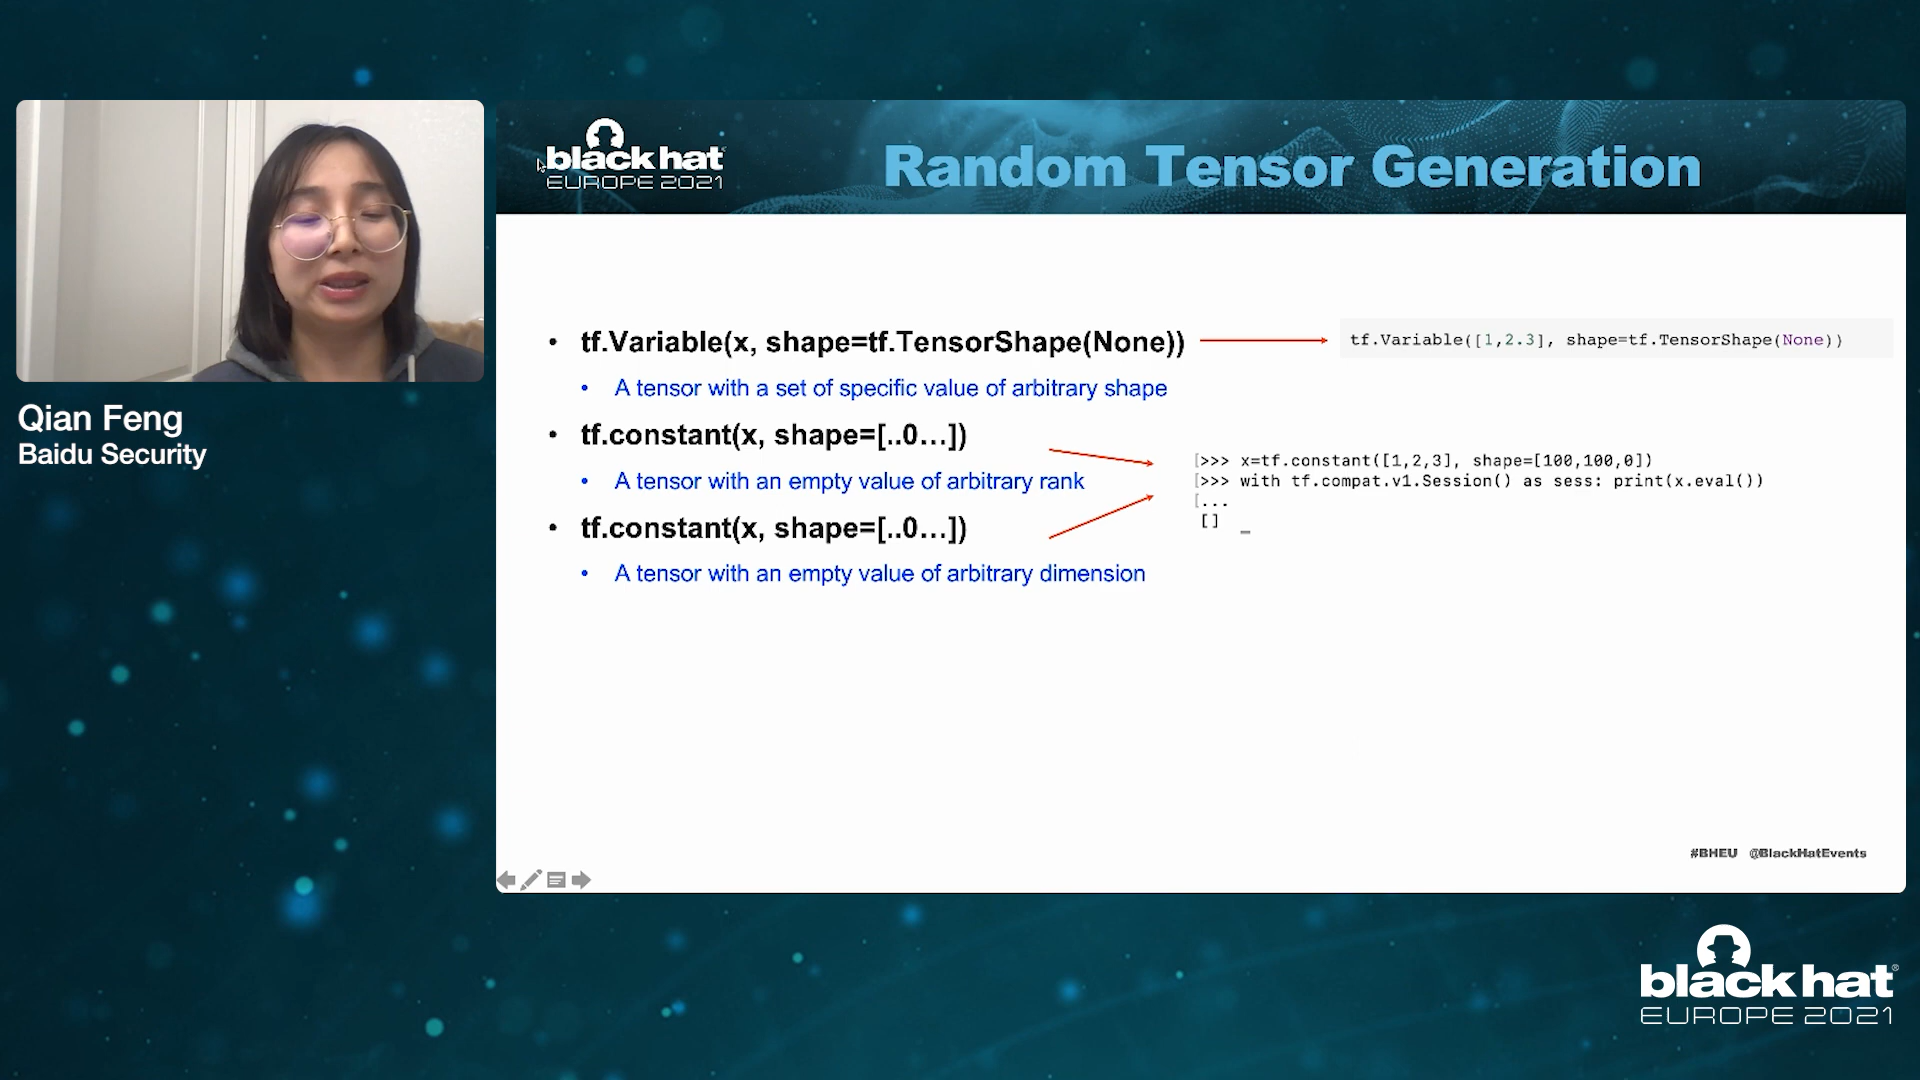 black hat
EUROPE 2021
Random Tensor Generation
• tf.Variable(x, shape=tf.TensorShape(None))
tf.Variable([1,2.3], shape=tf.TensorShape(None))
• A tensor with a set of specific value of arbitrary shape
• tf.constant(x, shape=[..0…])
• A tensor with an empty value of arbitrary rank
• tf.constant(x, shape=[..0…])
• A tensor with an empty value of arbitrary dimension
[>>> x=tf.constant([1,2,3], shape=[100,100,0])
[>>> with tf.compat.v1.Session() as sess: print(x.eval())
[...
[] _
Qian Feng
Baidu Security
#BHEU @BlackHatEvents
black hat®
EUROPE 2021